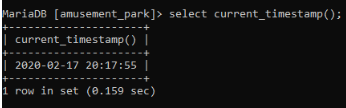 MariaDB [amusement_park]> select current_timestamp();
+---------------------+
| current_timestamp() |
+---------------------+
| 2020-02-17 20:17:55 |
+---------------------+
1 row in set (0.159 sec)